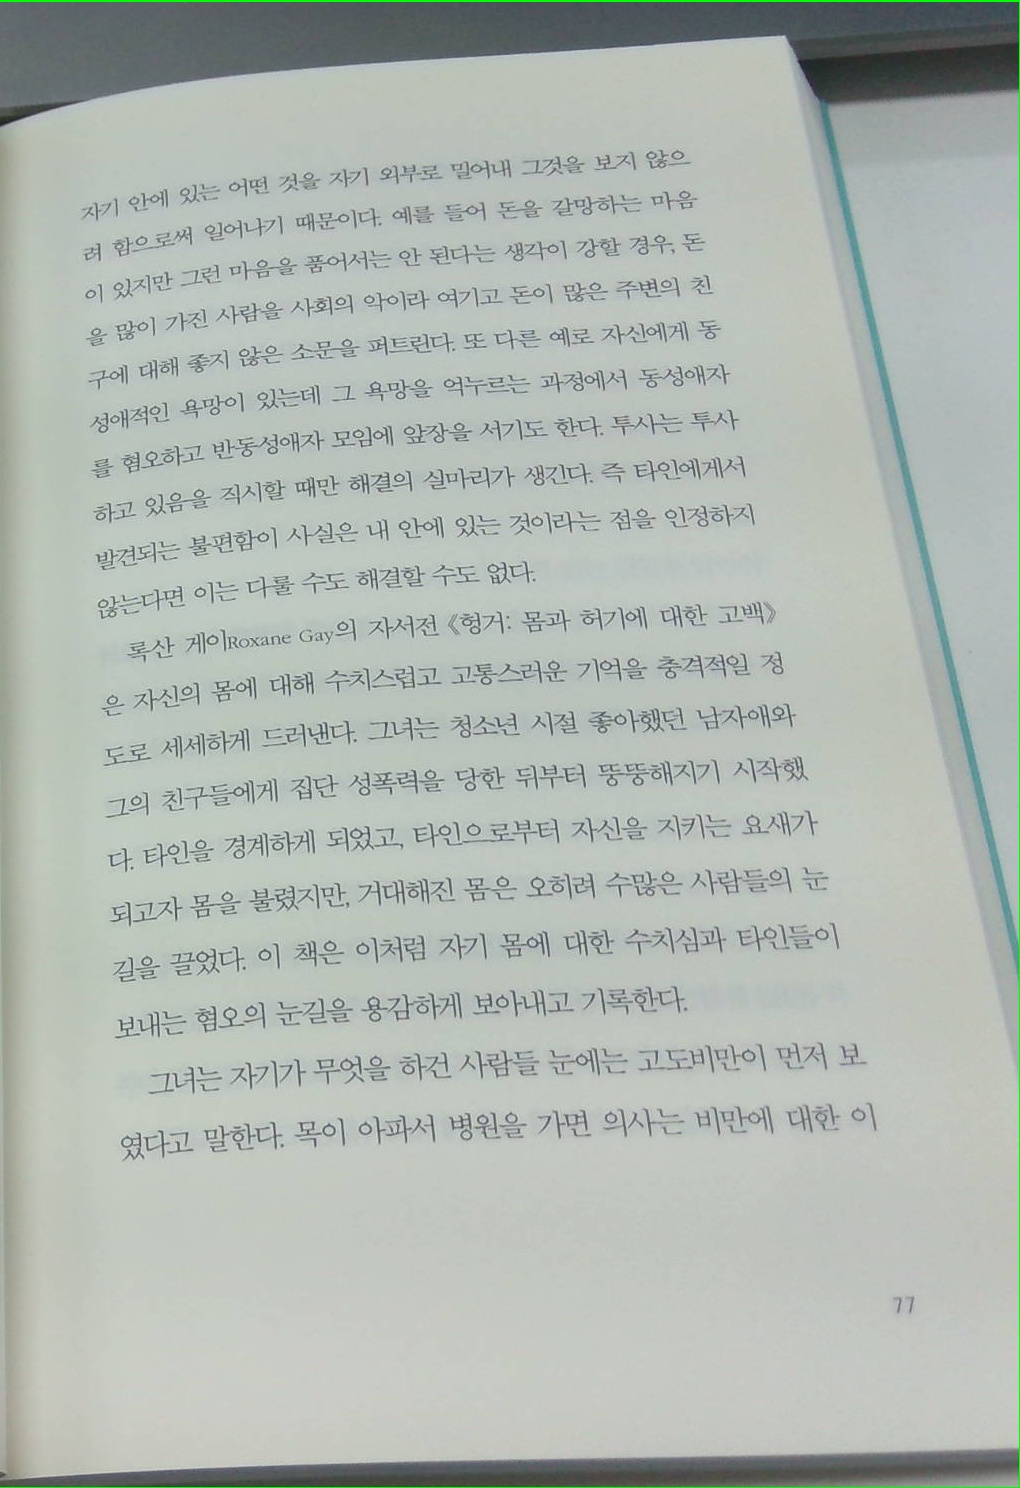 자기 안에 있는 어떤 것을 자기 외부로 밀어내 그것을 보지 않으
려 함으로써 일어나기 때문이다. 예를 들어 돈을 갈망하는 마음
이 있지만 그런 마음을 품어서는 안 된다는 생각이 강할 경우, 돈
을 많이 가진 사람을 사회의 악이라 여기고 돈이 많은 주변의 친
구에 대해 좋지 않은 소문을 퍼트린다. 또 다른 예로 자신에게 동
성애적인 욕망이 있는데 그 욕망을 억누르는 과정에서 동성애자
를 혐오하고 반동성애자 모임에 앞장을 서기도 한다. 투사는 투사
하고 있음을 직시할 때만 해결의 실마리가 생긴다. 즉 타인에게서
발견되는 불편함이 사실은 내 안에 있는 것이라는 점을 인정하지
않는다면 이는 다룰 수도 해결할 수도 없다.
록산 게이Roxane Gay의 자서전 《헝거: 몸과 허기에 대한 고백》
은 자신의 몸에 대해 수치스럽고 고통스러운 기억을 충격적일 정
도로 세세하게 드러낸다. 그녀는 청소년 시절 좋아했던 남자애와
그의 친구들에게 집단 성폭력을 당한 뒤부터 뚱뚱해지기 시작했
다. 타인을 경계하게 되었고, 타인으로부터 자신을 지키는 요새가
되고자 몸을 불렸지만, 거대해진 몸은 오히려 수많은 사람들의 눈
길을 끌었다. 이 책은 이처럼 자기 몸에 대한 수치심과 타인들이
보내는 혐오의 눈길을 용감하게 보아내고 기록한다.
그녀는 자기가 무엇을 하건 사람들 눈에는 고도비만이 먼저 보
였다고 말한다. 목이 아파서 병원을 가면 의사는 비만에 대한 이
77